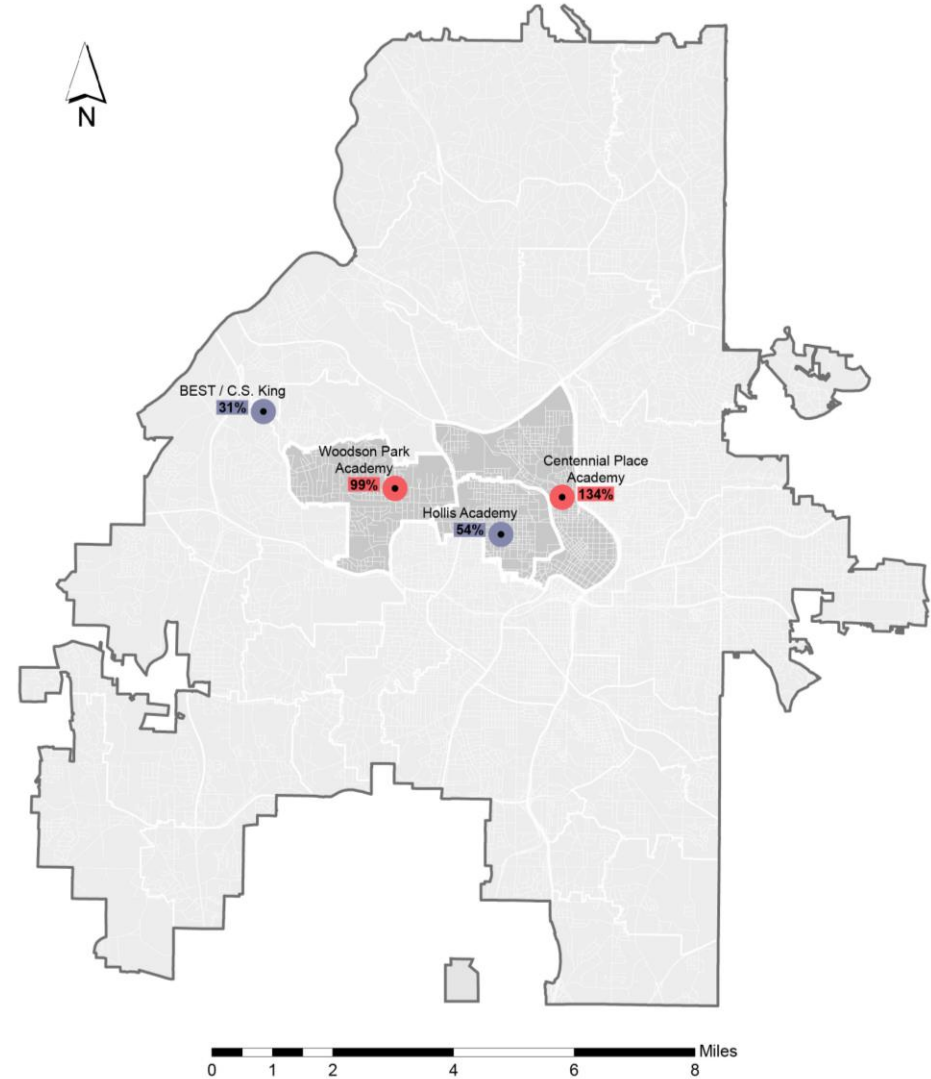 N
BEST / C.S. King
31%
Woodson Park
Academy
99%
Centennial Place
Academy
134%
Hollis Academy
54%
Miles
0 1 2 4 6 8